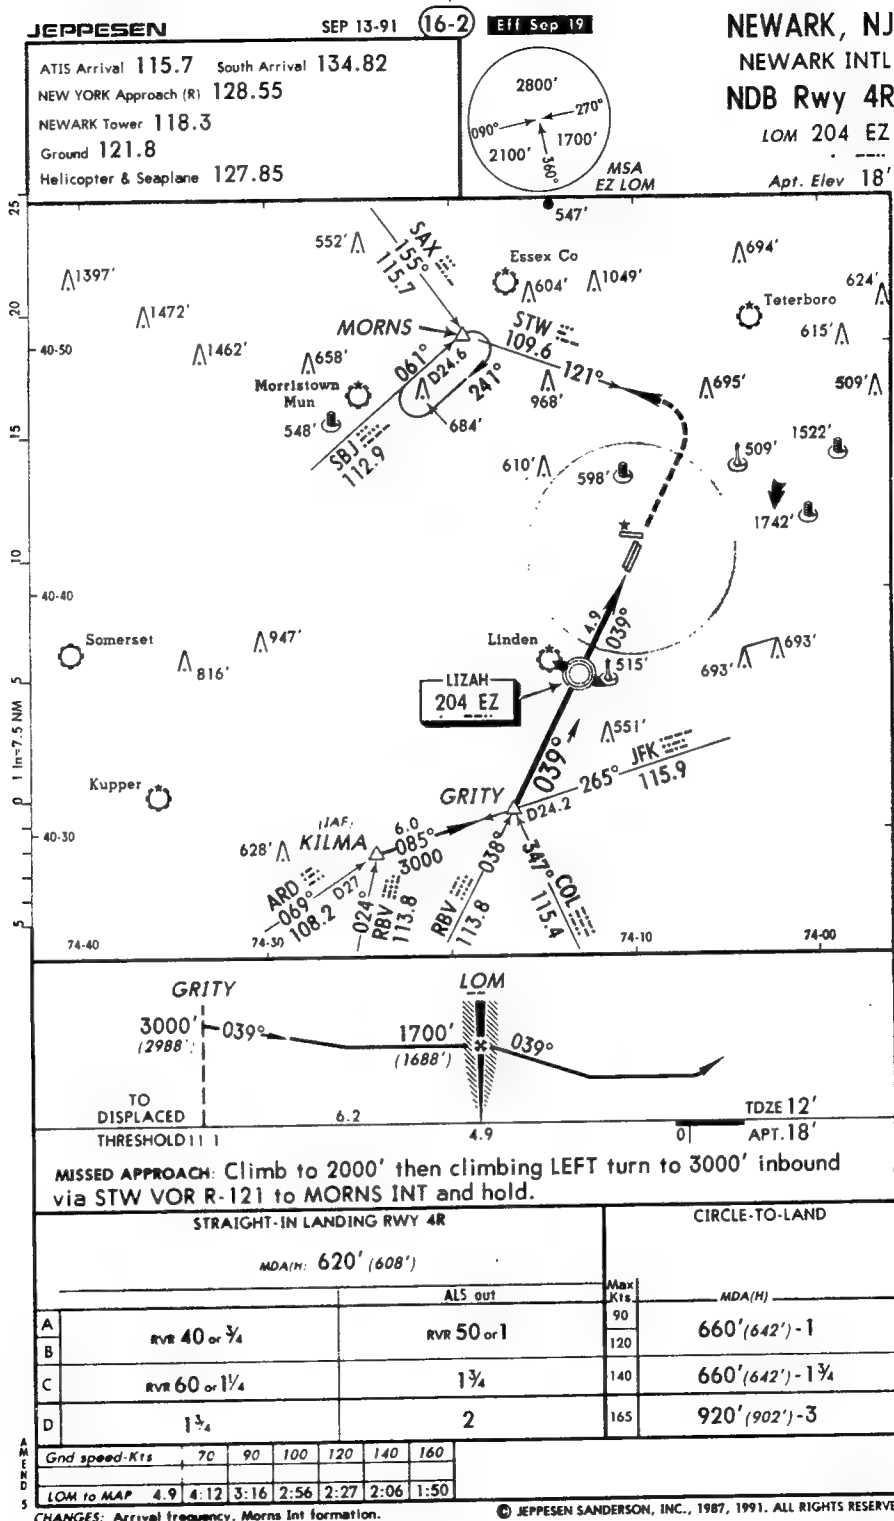 JEPPESEN SEP 13-91 16-2 Eff Sep 19
NEWARK, NJ
NEWARK INTL
NDB Rwy 4R
LOM 204 EZ
Apt. Elev 18'
ATIS Arrival 115.7 South Arrival 134.82
NEW YORK Approach (R) 128.55
NEWARK Tower 118.3
Ground 121.8
Helicopter & Seaplane 127.85
2800'
090° 270°
2100' 360° 1700'
MSA
EZ LOM
25
547'
552'
SAX
155°
115.7
Essex Co
694'
1397'
604'
1049'
624'
Teterboro
20
1472'
MORNS
STW
109.6
121°
615'
40-50
1462'
658'
061°
D24.6
241°
Morristown
Mun
968'
695'
509'
548'
684'
SBJ
112.9
15
610'
598'
509'
1522'
1742'
10
40-40
4.9
039°
Somerset
947'
816'
Linden
515'
693'
693'
LIZAH
204 EZ
5
551'
039°
JFK
265°
115.9
1 In=7.5 NM
Kupper
0
GRITY
D24.2
40-30
(IAF)
KILMA
6.0
085°
3000
628'
ARD
069°
108.2
D27
024°
RBV
113.8
038°
RBV
113.8
347°
COL
115.4
5
74-40 74-30 74-10 74-00
GRITY LOM
3000' 039° 1700' 039°
(2988') (1688')
TO
DISPLACED 6.2 TDZE 12'
THRESHOLD 11 1 4.9 0 APT. 18'
MISSED APPROACH: Climb to 2000' then climbing LEFT turn to 3000' inbound
via STW VOR R-121 to MORNS INT and hold.
STRAIGHT-IN LANDING RWY 4R CIRCLE-TO-LAND
MDA(H): 620' (608')
ALS out Max Kts. MDA(H)
A
B
RVR 40 or ¾ RVR 50 or 1 90
120
660' (642') - 1
C RVR 60 or 1¼ 1¾ 140 660' (642') - 1¾
D 1¾ 2 165 920' (902') - 3
Gnd speed-Kts 70 90 100 120 140 160
LOM to MAP 4.9 4:12 3:16 2:56 2:27 2:06 1:50
AMEND 5
CHANGES: Arrival frequency, Morns Int formation.
© JEPPESEN SANDERSON, INC., 1987, 1991. ALL RIGHTS RESERVE